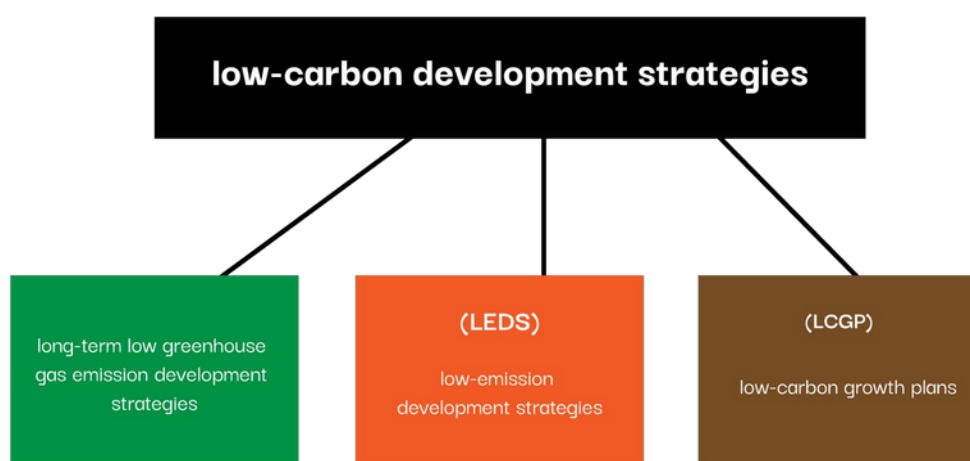 low-carbon development strategies
long-term low greenhouse
gas emission development
strategies
(LEDS)
low-emission
development strategies
(LCGP)
low-carbon growth plans